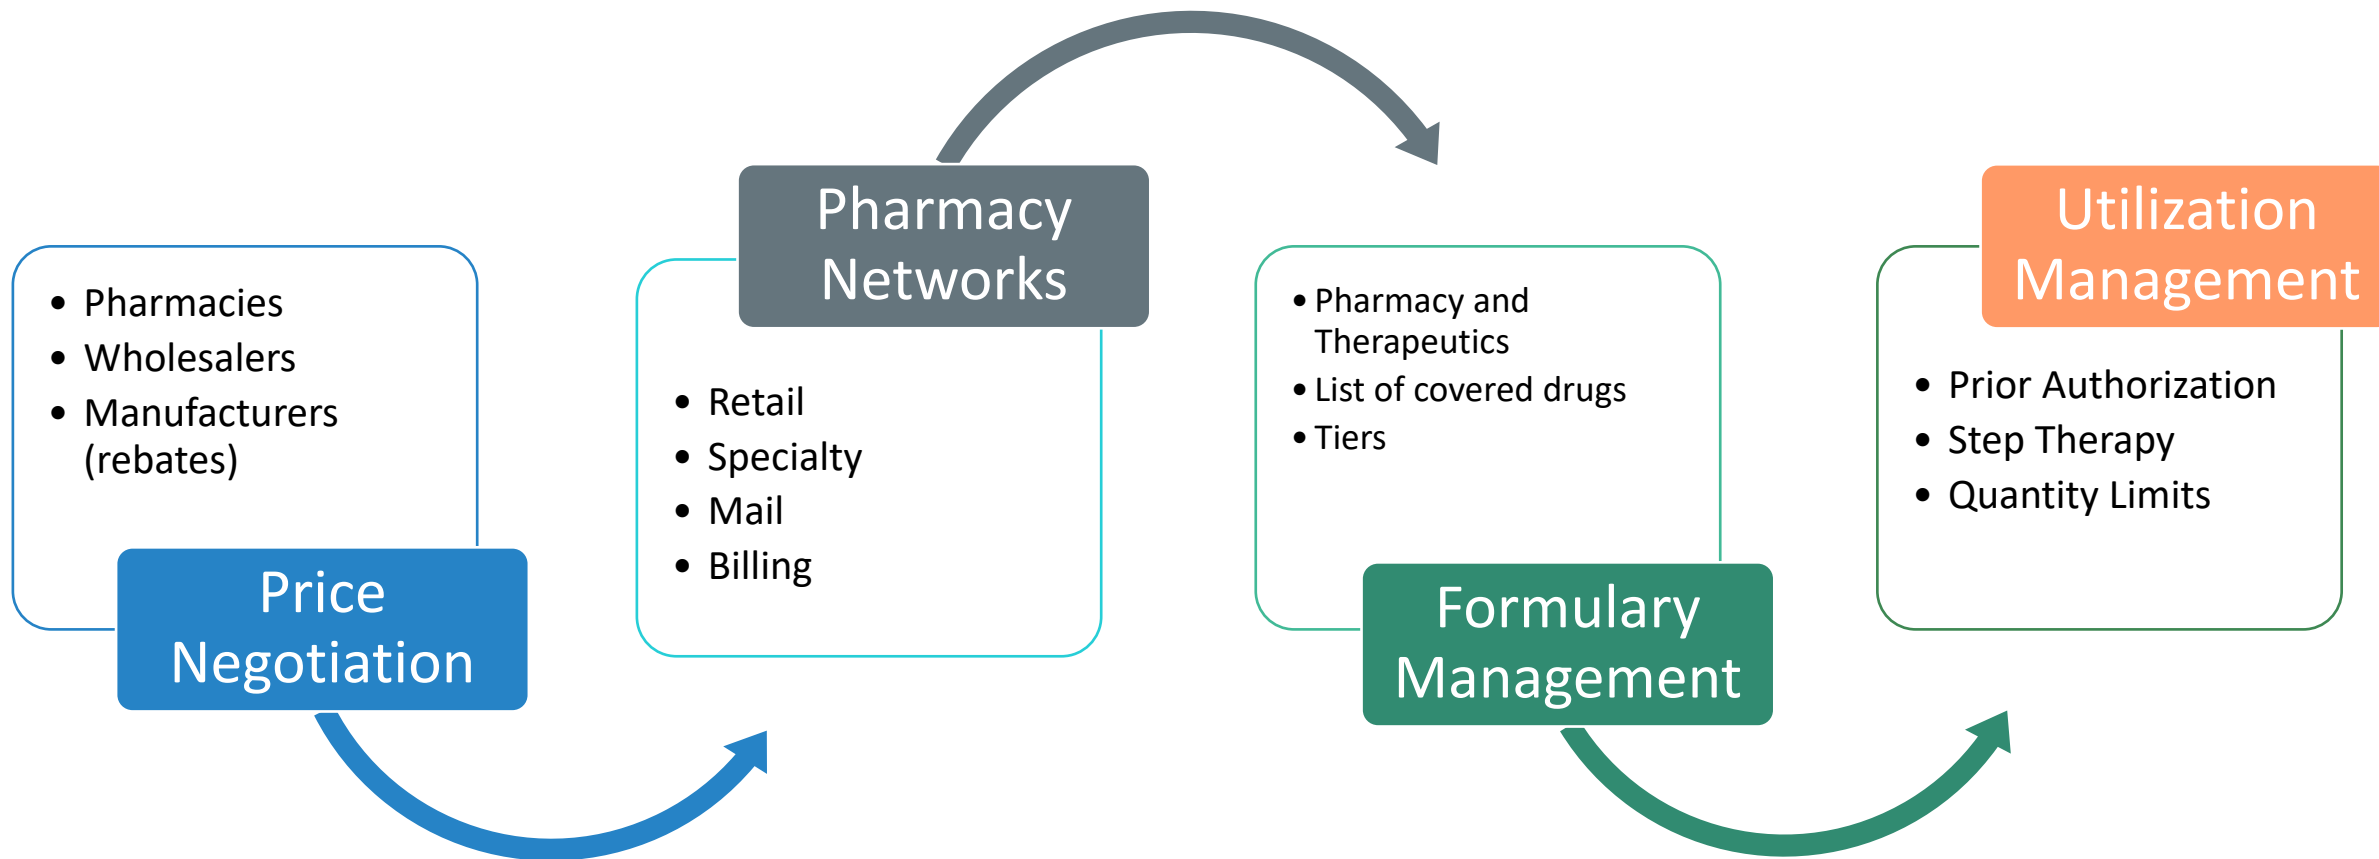 • Pharmacies
• Wholesalers
• Manufacturers
(rebates)
Price
Negotiation
Pharmacy
Networks
• Retail
• Specialty
• Mail
• Billing
• Pharmacy and
Therapeutics
• List of covered drugs
• Tiers
Formulary
Management
Utilization
Management
• Prior Authorization
• Step Therapy
• Quantity Limits